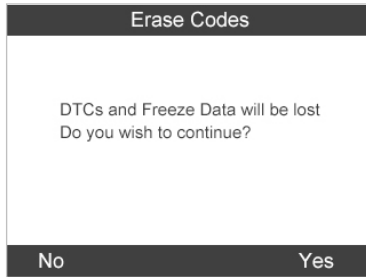 Erase Codes
DTCs and Freeze Data will be lost
Do you wish to continue?
No Yes